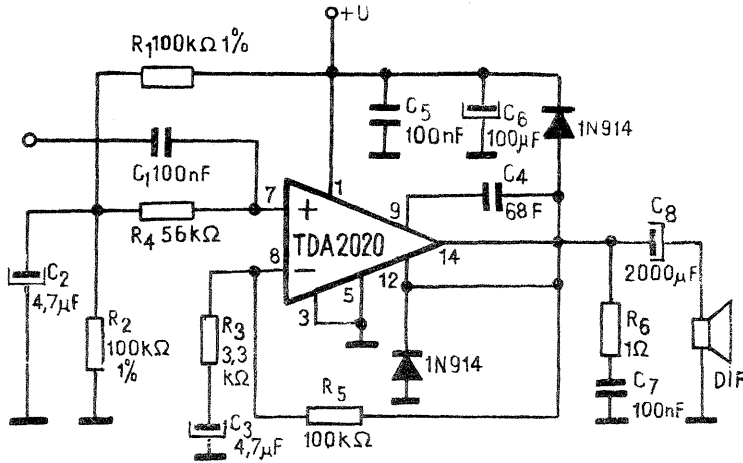 +U
R1 100kΩ 1%
C5
100nF
C6
100µF
1N914
C1 100nF
1
C4
68F
7
+
9
R4 56kΩ
TDA2020
14
C8
2000µF
8
−
12
C2
4,7µF
3
5
R2
100kΩ
1%
R3
3,3
kΩ
1N914
R6
1Ω
DIF
R5
100kΩ
C3
4,7µF
C7
100nF